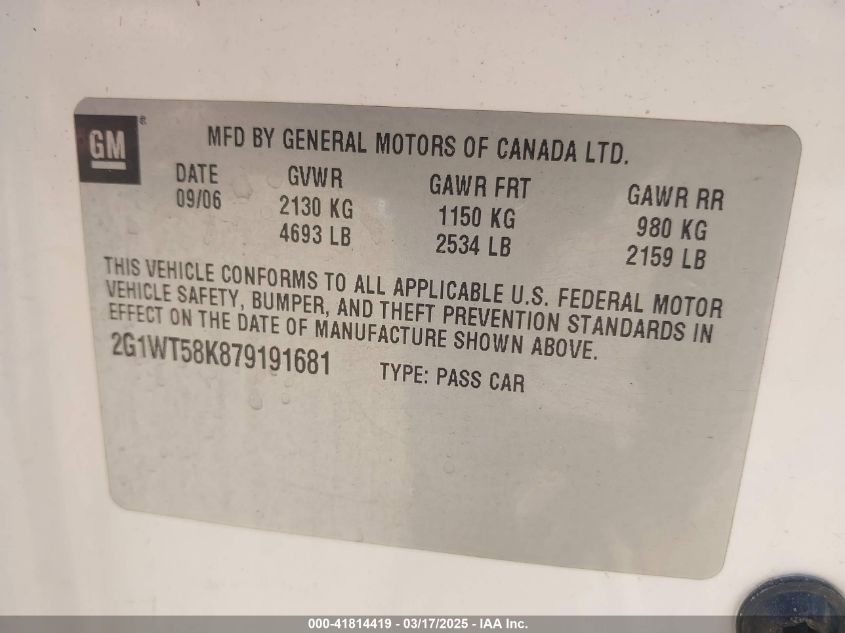 GM®
MFD BY GENERAL MOTORS OF CANADA LTD.
DATE GVWR GAWR FRT GAWR RR
09/06 2130 KG 1150 KG 980 KG
4693 LB 2534 LB 2159 LB
THIS VEHICLE CONFORMS TO ALL APPLICABLE U.S. FEDERAL MOTOR
VEHICLE SAFETY, BUMPER, AND THEFT PREVENTION STANDARDS IN
EFFECT ON THE DATE OF MANUFACTURE SHOWN ABOVE.
2G1WT58K879191681 TYPE: PASS CAR
000-41814419 - 03/17/2025 - IAA Inc.